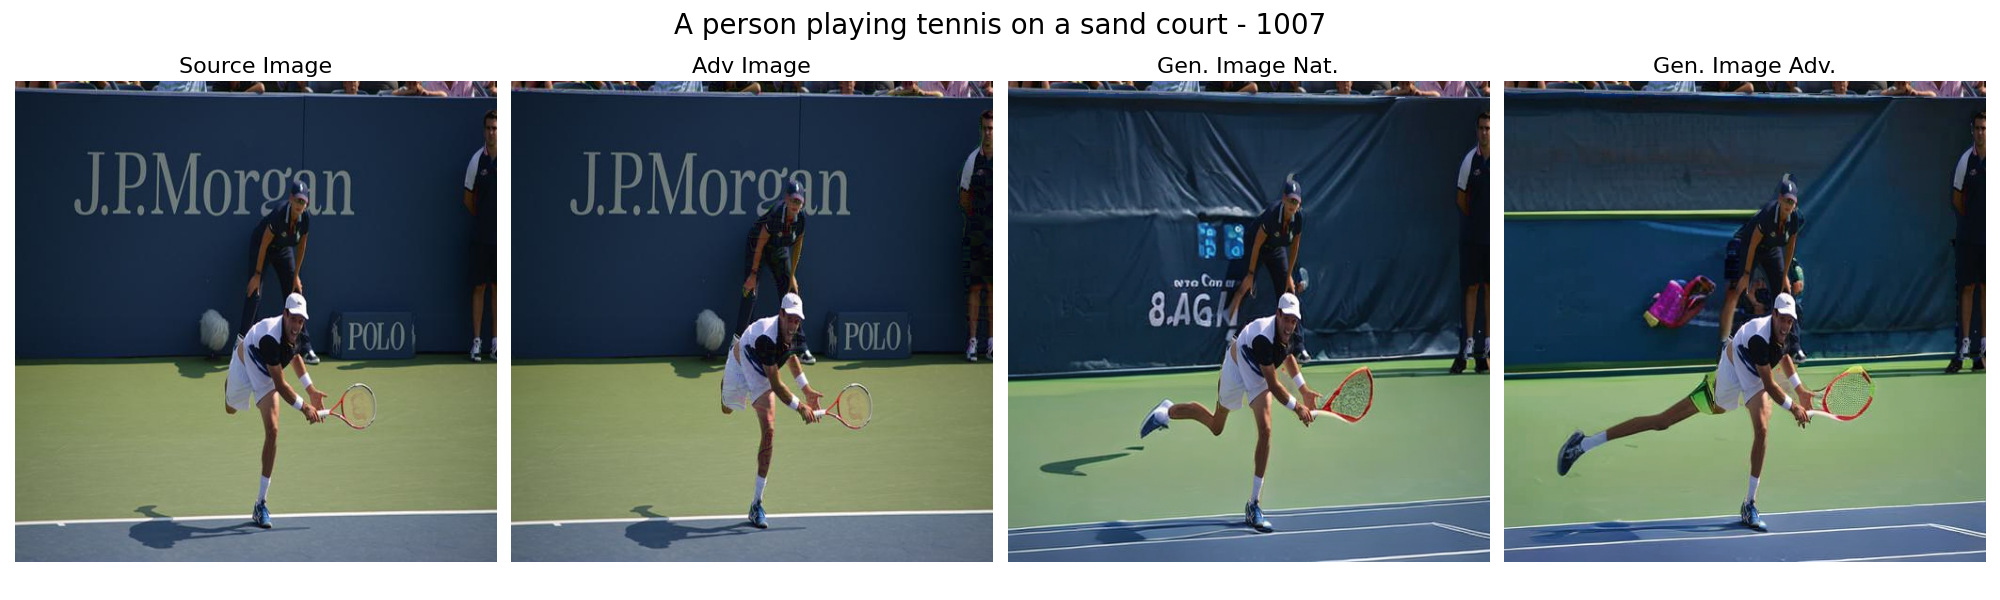 A person playing tennis on a sand court - 1007
Source Image
Adv Image
Gen. Image Nat.
Gen. Image Adv.
J.P.Morgan
J.P.Morgan
8.AGK
POLO
POLO